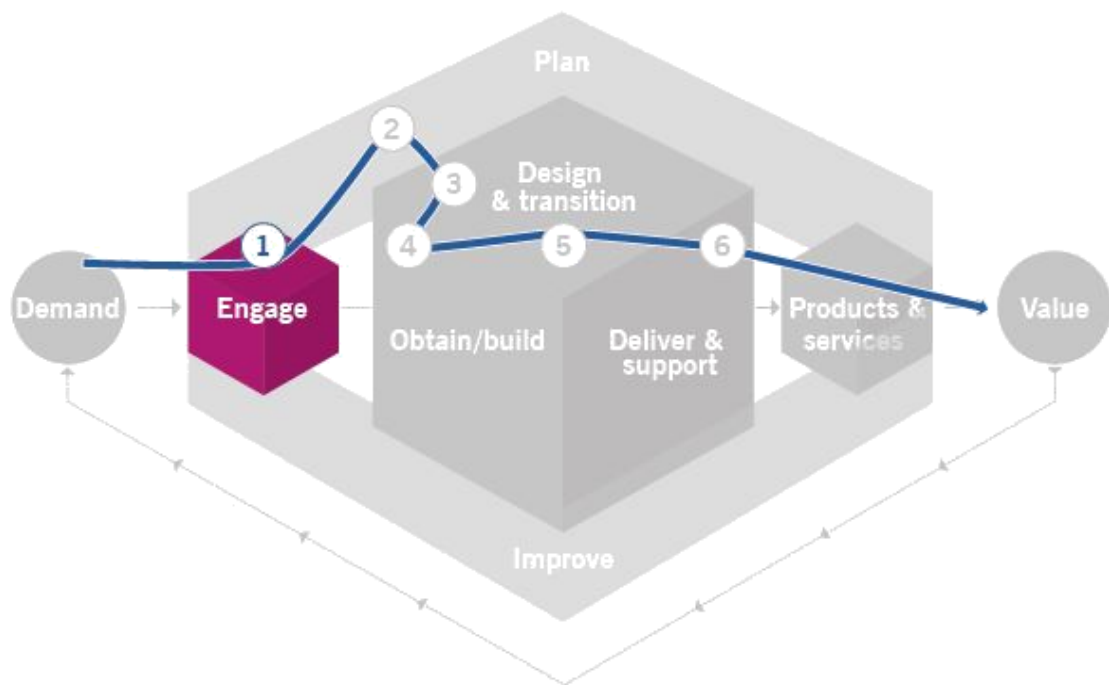 Plan
2
3
Design
& transition
1
4
5
6
Demand
Engage
Obtain/build
Deliver &
support
Products &
services
Value
Improve